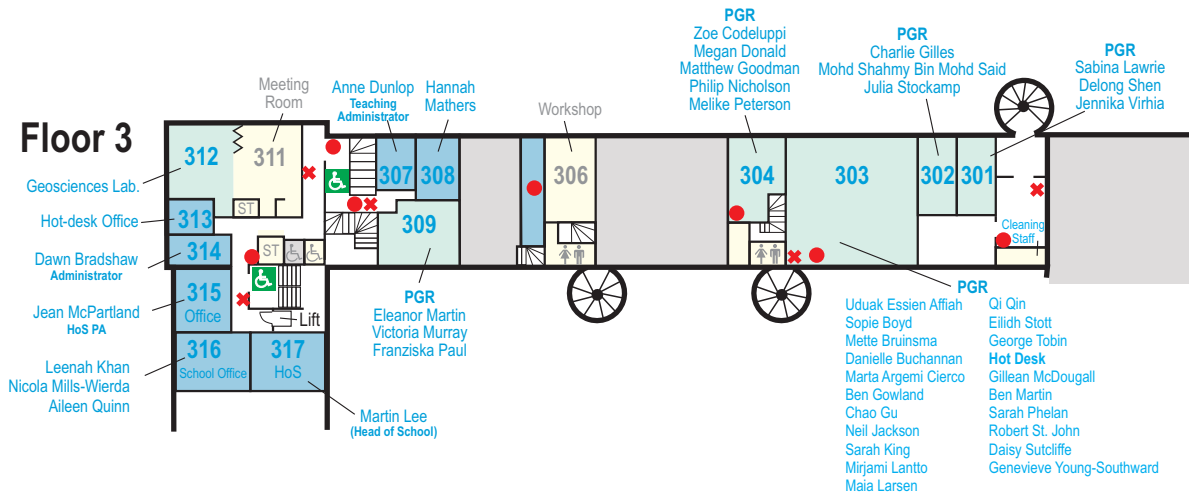 Floor 3
PGR
Zoe Codeluppi
Megan Donald
Matthew Goodman
Philip Nicholson
Melike Peterson
PGR
Charlie Gilles
Mohd Shahmy Bin Mohd Said
Julia Stockamp
PGR
Sabina Lawrie
Delong Shen
Jennika Virhia
Meeting
Room
Anne Dunlop
Teaching
Administrator
Hannah
Mathers
Workshop
312
311
307
308
306
304
303
302
301
Geosciences Lab.
ST
313
309
Hot-desk Office
314
ST
Cleaning
Staff
Dawn Bradshaw
Administrator
315
Office
Jean McPartland
HoS PA
Lift
316
School Office
317
HoS
Leenah Khan
Nicola Mills-Wierda
Aileen Quinn
Martin Lee
(Head of School)
PGR
Eleanor Martin
Victoria Murray
Franziska Paul
PGR
Uduak Essien Affiah
Sopie Boyd
Mette Bruinsma
Danielle Buchannan
Marta Argemi Cierco
Ben Gowland
Chao Gu
Neil Jackson
Sarah King
Mirjami Lantto
Maia Larsen
Qi Qin
Eilidh Stott
George Tobin
Hot Desk
Gillean McDougall
Ben Martin
Sarah Phelan
Robert St. John
Daisy Sutcliffe
Genevieve Young-Southward